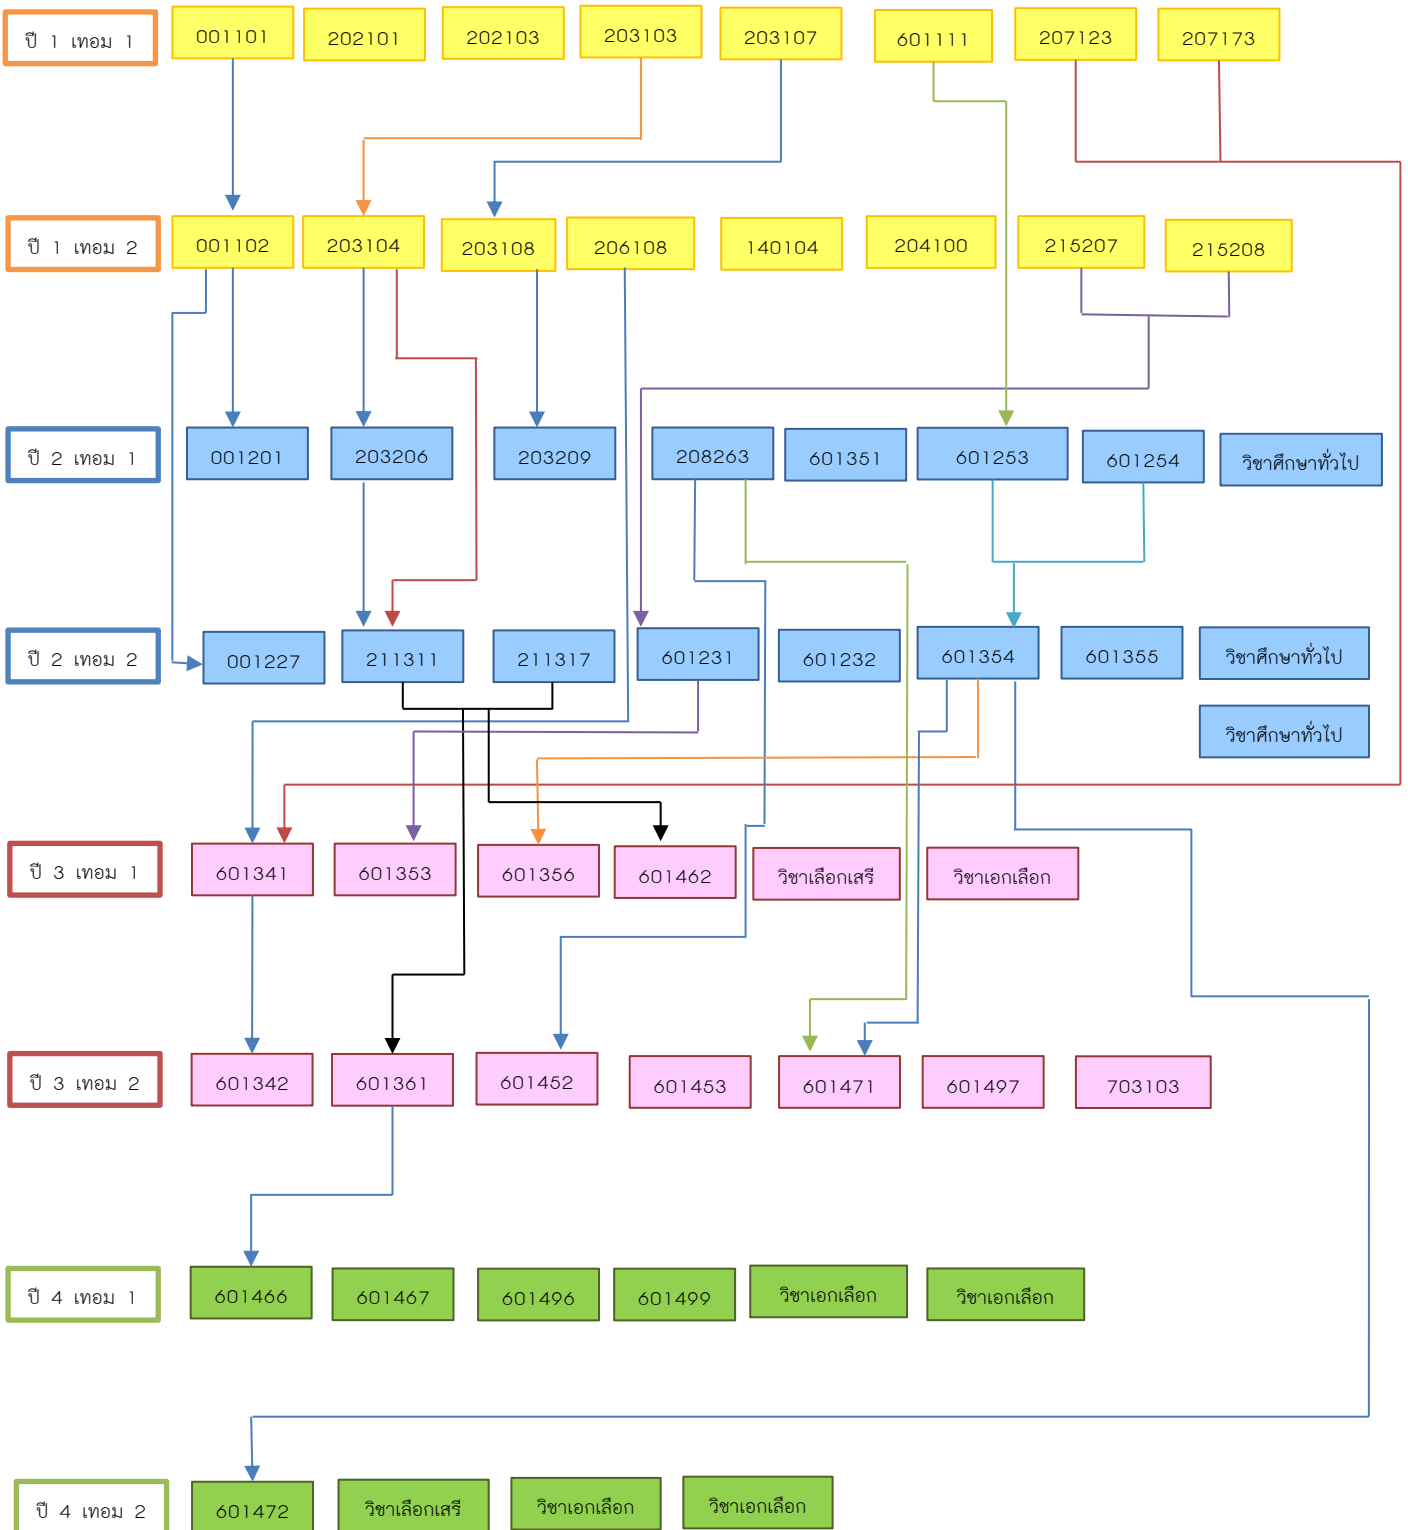 ปี 1 เทอม 1
001101
202101
202103
203103
203107
601111
207123
207173
ปี 1 เทอม 2
001102
203104
203108
206108
140104
204100
215207
215208
ปี 2 เทอม 1
001201
203206
203209
208263
601351
601253
601254
วิชาศึกษาทั่วไป
ปี 2 เทอม 2
001227
211311
211317
601231
601232
601354
601355
วิชาศึกษาทั่วไป
วิชาศึกษาทั่วไป
ปี 3 เทอม 1
601341
601353
601356
601462
วิชาเลือกเสรี
วิชาเอกเลือก
ปี 3 เทอม 2
601342
601361
601452
601453
601471
601497
703103
ปี 4 เทอม 1
601466
601467
601496
601499
วิชาเอกเลือก
วิชาเอกเลือก
ปี 4 เทอม 2
601472
วิชาเลือกเสรี
วิชาเอกเลือก
วิชาเอกเลือก